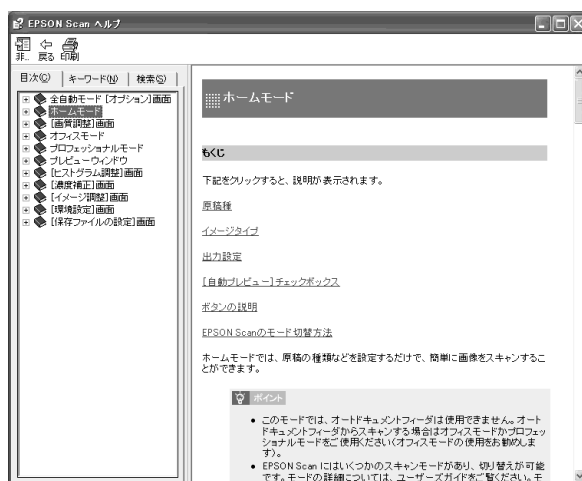 EPSON Scan ヘルプ
非... 戻る 印刷
目次(C) キーワード(N) 検索(S)
全自動モード [オプション]画面
ホームモード
[画質調整]画面
オフィスモード
プロフェッショナルモード
プレビューウィンドウ
[ヒストグラム調整]画面
[濃度補正]画面
[イメージ調整]画面
[環境設定]画面
[保存ファイルの設定]画面
ホームモード
もくじ
下記をクリックすると、説明が表示されます。
原稿種
イメージタイプ
出力設定
[自動プレビュー]チェックボックス
ボタンの説明
EPSON Scanのモード切替方法
ホームモードでは、原稿の種類などを設定するだけで、簡単に画像をスキャンするこ
とができます。
ポイント
● このモードでは、オートドキュメントフィーダは使用できません。オート
ドキュメントフィーダからスキャンする場合はオフィスモードかプロフェッ
ショナルモードをご使用ください(オフィスモードの使用をお勧めしま
す)。
● EPSON Scan にはいくつかのスキャンモードがあり、切り替えが可能
です。モードの詳細については、ユーザーズガイドをご覧ください。モ